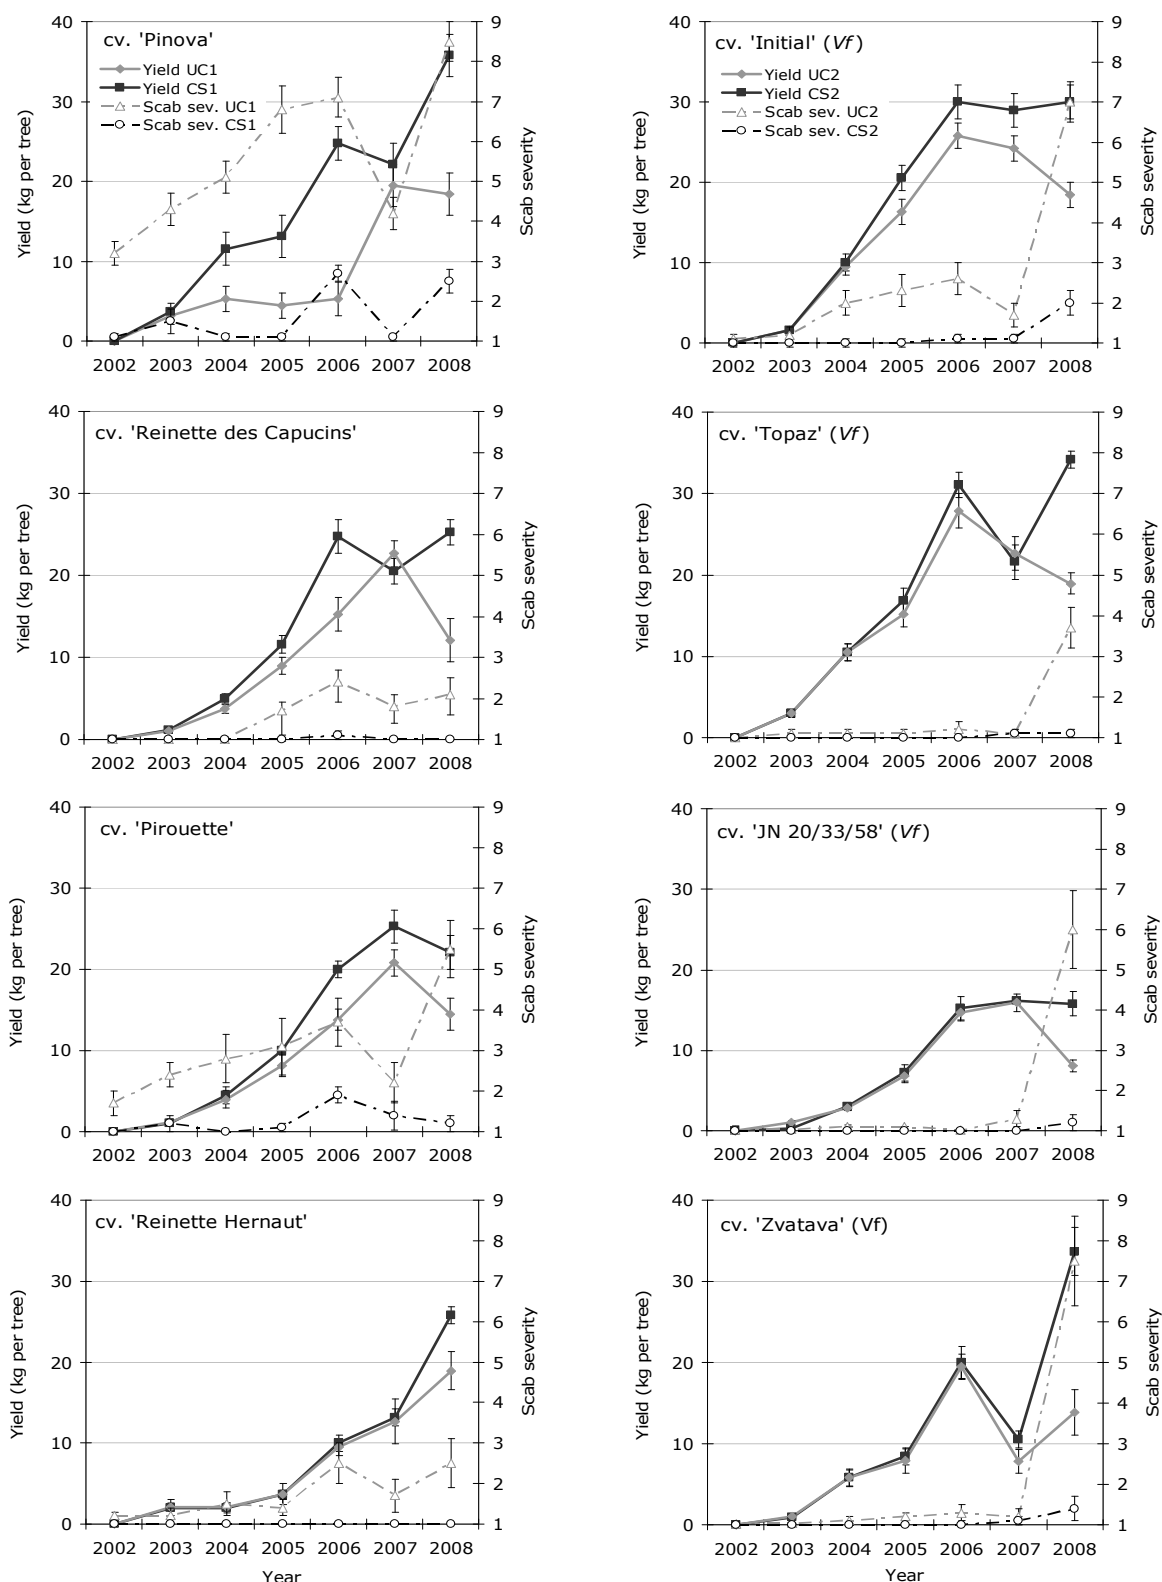 cv. 'Pinova'
Yield UC1
Yield CS1
Scab sev. UC1
Scab sev. CS1
40
30
20
10
0
9
8
7
6
5
4
3
2
1
Yield (kg per tree)
Scab severity
2002 2003 2004 2005 2006 2007 2008
cv. 'Initial' (Vf)
Yield UC2
Yield CS2
Scab sev. UC2
Scab sev. CS2
40
30
20
10
0
9
8
7
6
5
4
3
2
1
Yield (kg per tree)
Scab severity
2002 2003 2004 2005 2006 2007 2008
cv. 'Reinette des Capucins'
40
30
20
10
0
9
8
7
6
5
4
3
2
1
Yield (kg per tree)
Scab severity
2002 2003 2004 2005 2006 2007 2008
cv. 'Topaz' (Vf)
40
30
20
10
0
9
8
7
6
5
4
3
2
1
Yield (kg per tree)
Scab severity
2002 2003 2004 2005 2006 2007 2008
cv. 'Pirouette'
40
30
20
10
0
9
8
7
6
5
4
3
2
1
Yield (kg per tree)
Scab severity
2002 2003 2004 2005 2006 2007 2008
cv. 'JN 20/33/58' (Vf)
40
30
20
10
0
9
8
7
6
5
4
3
2
1
Yield (kg per tree)
Scab severity
2002 2003 2004 2005 2006 2007 2008
cv. 'Reinette Hernaut'
40
30
20
10
0
9
8
7
6
5
4
3
2
1
Yield (kg per tree)
Scab severity
2002 2003 2004 2005 2006 2007 2008
Year
cv. 'Zvatava' (Vf)
40
30
20
10
0
9
8
7
6
5
4
3
2
1
Yield (kg per tree)
Scab severity
2002 2003 2004 2005 2006 2007 2008
Year